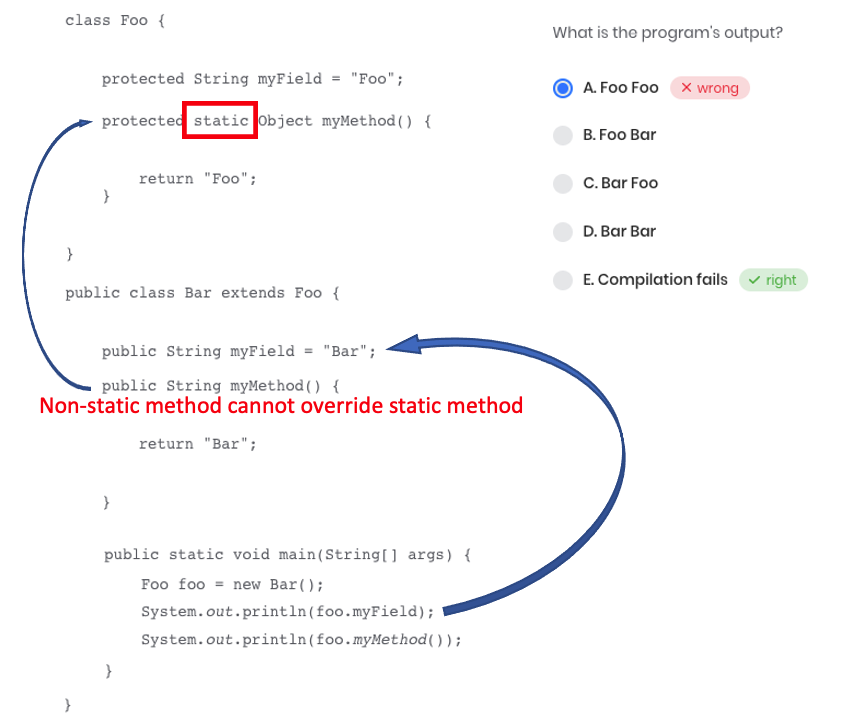 class Foo {
protected String myField = "Foo";
protected static Object myMethod() {
return "Foo";
}
}
public class Bar extends Foo {
public String myField = "Bar";
public String myMethod() {
Non-static method cannot override static method
return "Bar";
}
public static void main(String[] args) {
Foo foo = new Bar();
System.out.println(foo.myField);
System.out.println(foo.myMethod());
}
}
What is the program's output?
A. Foo Foo ✕ wrong
B. Foo Bar
C. Bar Foo
D. Bar Bar
E. Compilation fails ✓ right